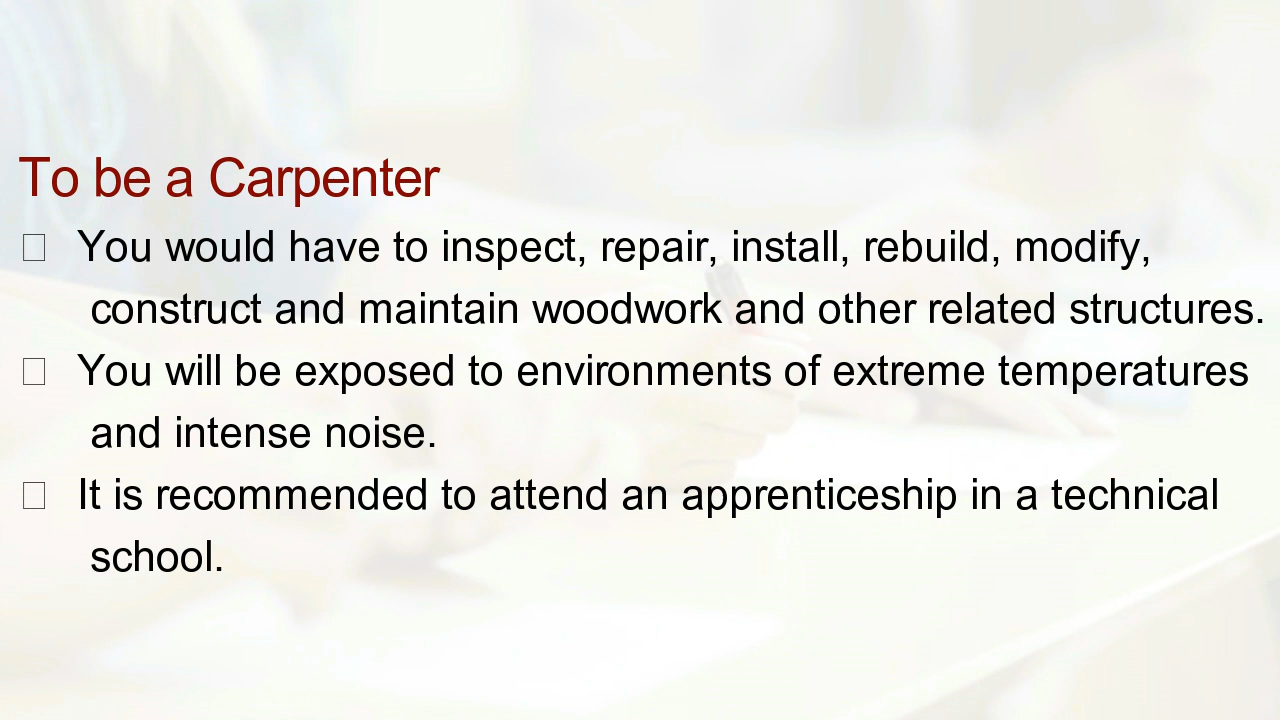 To be a Carpenter
□ You would have to inspect, repair, install, rebuild, modify,
construct and maintain woodwork and other related structures.
□ You will be exposed to environments of extreme temperatures
and intense noise.
□ It is recommended to attend an apprenticeship in a technical
school.